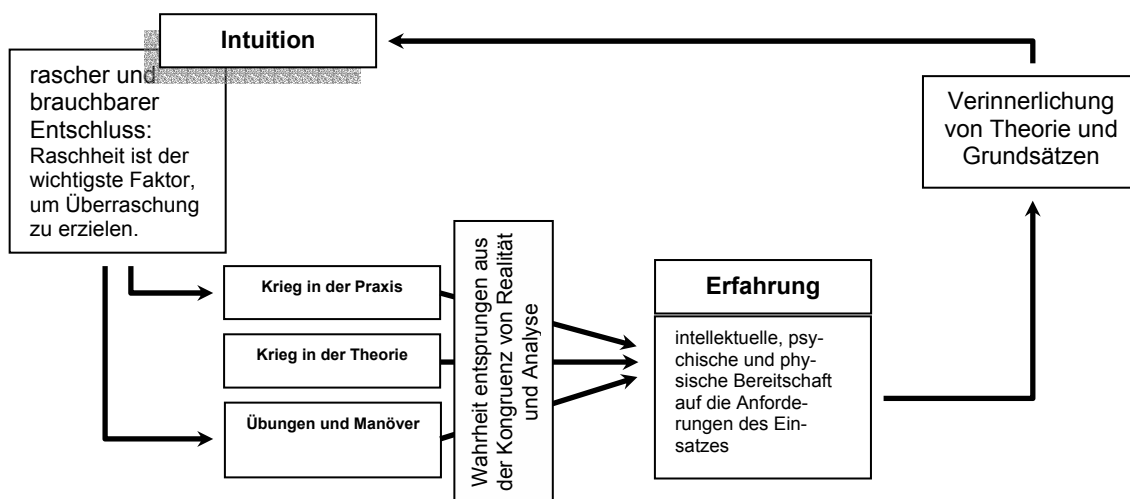 Intuition
rascher und
brauchbarer
Entschluss:
Raschheit ist der
wichtigste Faktor,
um Überraschung
zu erzielen.
Krieg in der Praxis
Krieg in der Theorie
Übungen und Manöver
Wahrheit entsprungen aus
der Kongruenz von Realität
und Analyse
Erfahrung
intellektuelle, psy-
chische und phy-
sische Bereitschaft
auf die Anforde-
rungen des Ein-
satzes
Verinnerlichung
von Theorie und
Grundsätzen